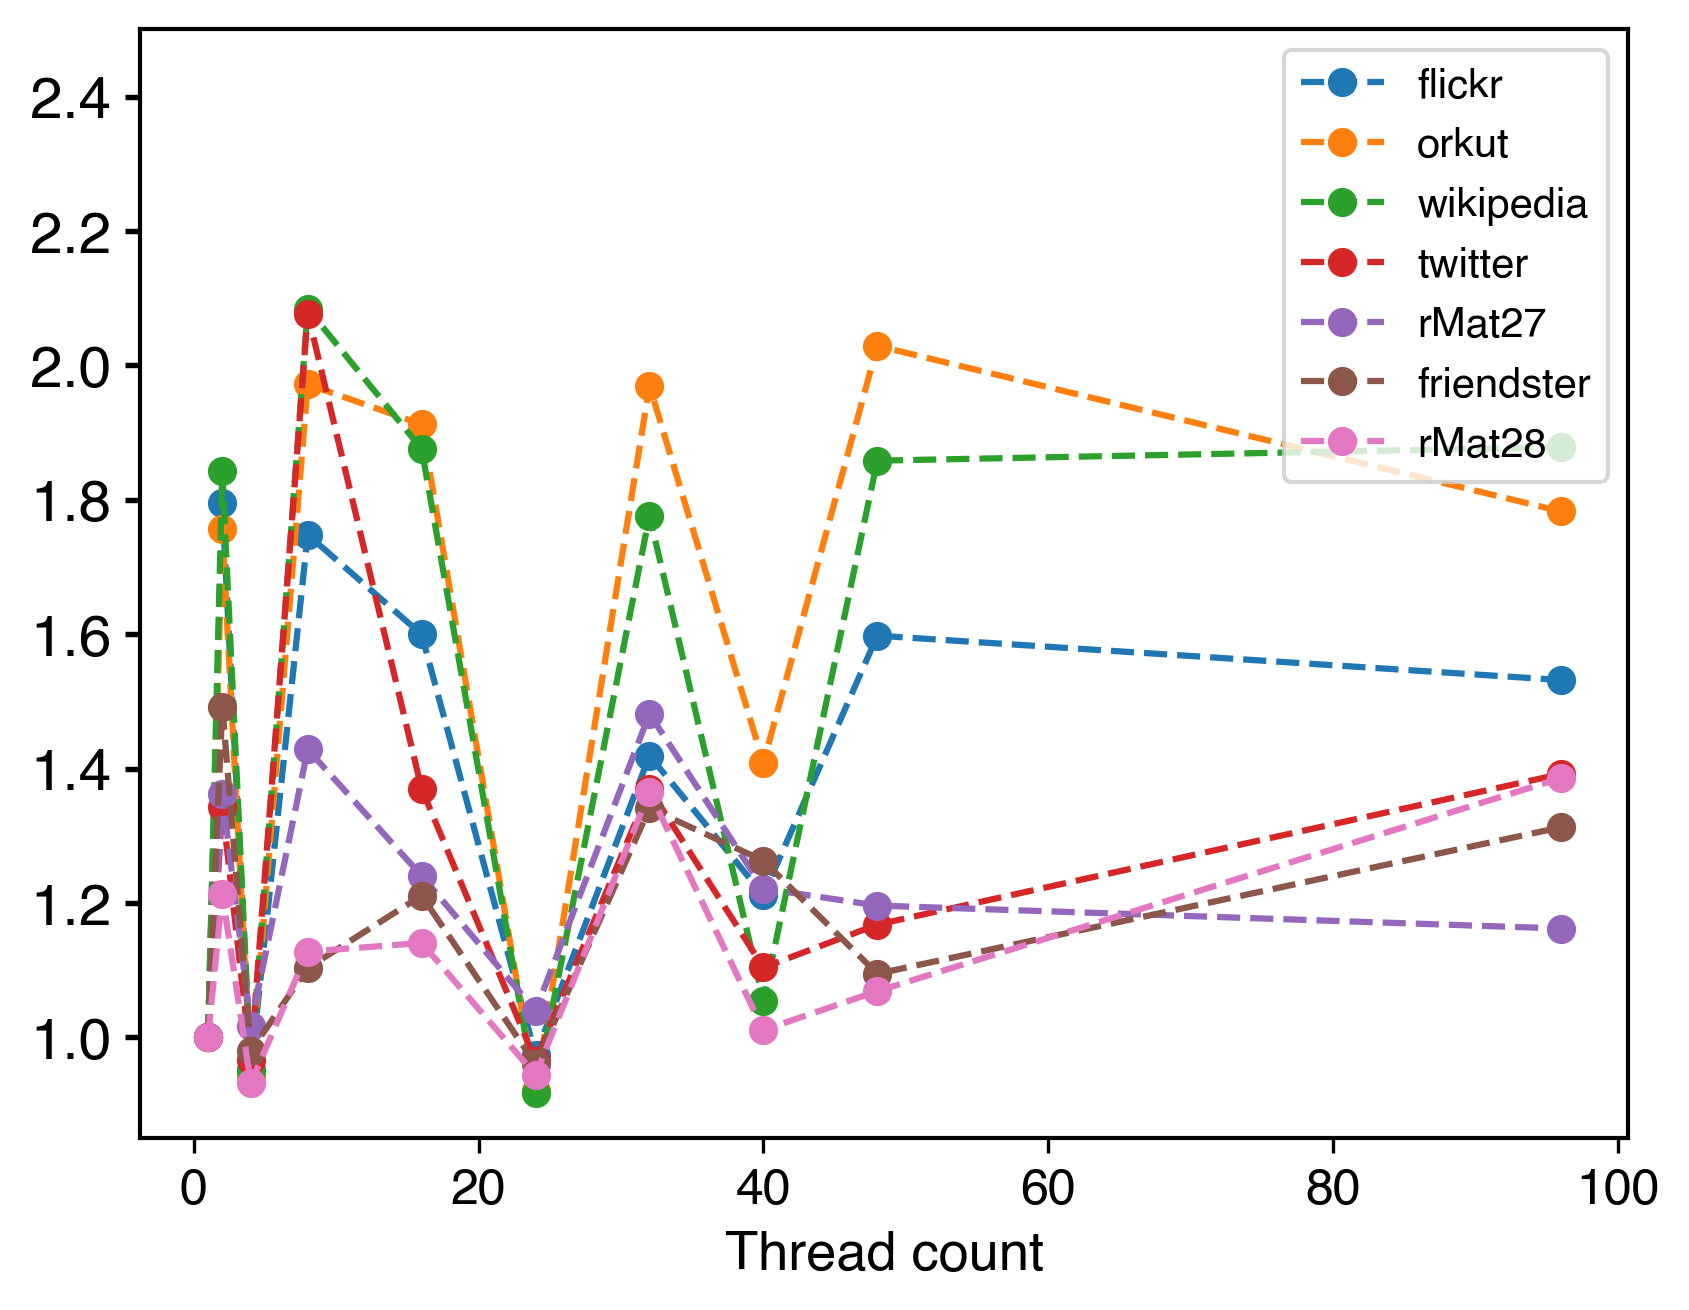 2.4
2.2
2.0
1.8
1.6
1.4
1.2
1.0
0 20 40 60 80 100
Thread count
flickr
orkut
wikipedia
twitter
rMat27
friendster
rMat28